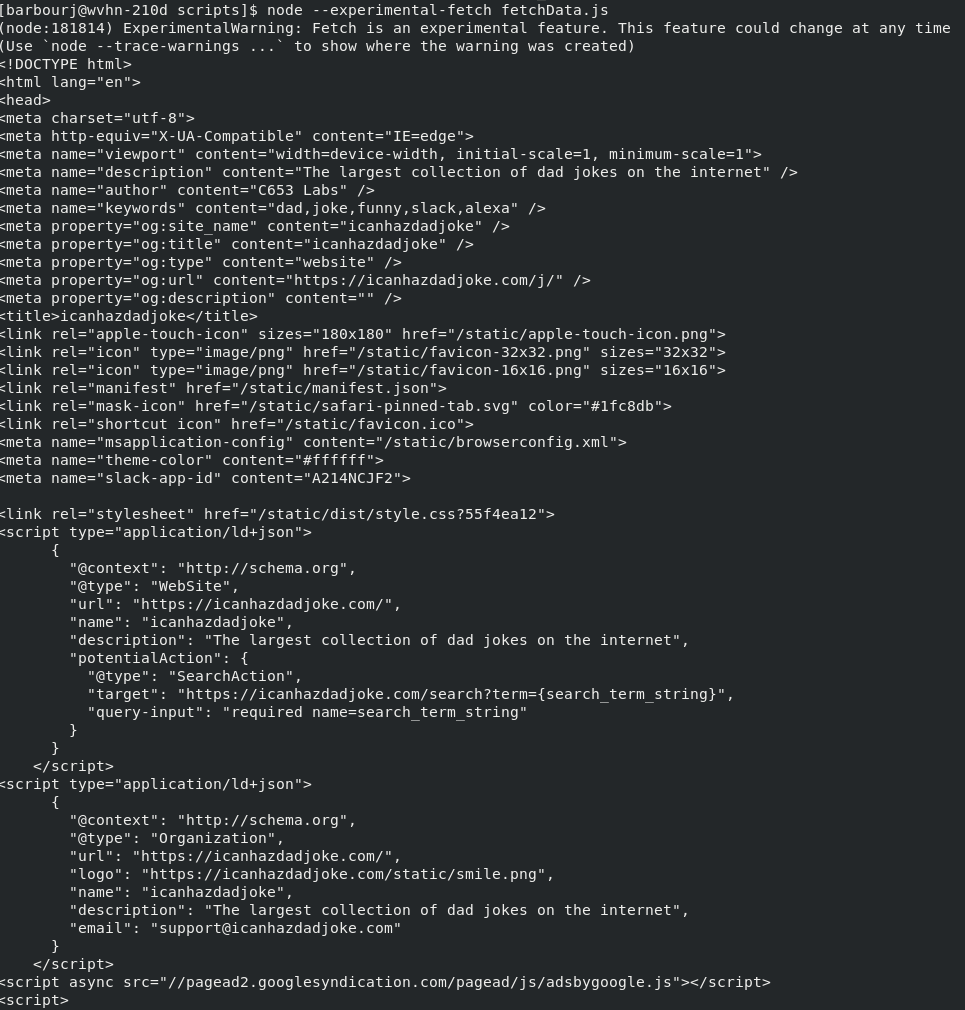 [barbourj@wvhn-210d scripts]$ node --experimental-fetch fetchData.js
(node:181814) ExperimentalWarning: Fetch is an experimental feature. This feature could change at any time
(Use `node --trace-warnings ...` to show where the warning was created)
<!DOCTYPE html>
<html lang="en">
<head>
<meta charset="utf-8">
<meta http-equiv="X-UA-Compatible" content="IE=edge">
<meta name="viewport" content="width=device-width, initial-scale=1, minimum-scale=1">
<meta name="description" content="The largest collection of dad jokes on the internet" />
<meta name="author" content="C653 Labs" />
<meta name="keywords" content="dad,joke,funny,slack,alexa" />
<meta property="og:site_name" content="icanhazdadjoke" />
<meta property="og:title" content="icanhazdadjoke" />
<meta property="og:type" content="website" />
<meta property="og:url" content="https://icanhazdadjoke.com/j/" />
<meta property="og:description" content="" />
<title>icanhazdadjoke</title>
<link rel="apple-touch-icon" sizes="180x180" href="/static/apple-touch-icon.png">
<link rel="icon" type="image/png" href="/static/favicon-32x32.png" sizes="32x32">
<link rel="icon" type="image/png" href="/static/favicon-16x16.png" sizes="16x16">
<link rel="manifest" href="/static/manifest.json">
<link rel="mask-icon" href="/static/safari-pinned-tab.svg" color="#1fc8db">
<link rel="shortcut icon" href="/static/favicon.ico">
<meta name="msapplication-config" content="/static/browserconfig.xml">
<meta name="theme-color" content="#ffffff">
<meta name="slack-app-id" content="A214NCJF2">

<link rel="stylesheet" href="/static/dist/style.css?55f4ea12">
<script type="application/ld+json">
      {
        "@context": "http://schema.org",
        "@type": "WebSite",
        "url": "https://icanhazdadjoke.com/",
        "name": "icanhazdadjoke",
        "description": "The largest collection of dad jokes on the internet",
        "potentialAction": {
          "@type": "SearchAction",
          "target": "https://icanhazdadjoke.com/search?term={search_term_string}",
          "query-input": "required name=search_term_string"
        }
      }
    </script>
<script type="application/ld+json">
      {
        "@context": "http://schema.org",
        "@type": "Organization",
        "url": "https://icanhazdadjoke.com/",
        "logo": "https://icanhazdadjoke.com/static/smile.png",
        "name": "icanhazdadjoke",
        "description": "The largest collection of dad jokes on the internet",
        "email": "support@icanhazdadjoke.com"
      }
    </script>
<script async src="//pagead2.googlesyndication.com/pagead/js/adsbygoogle.js"></script>
<script>